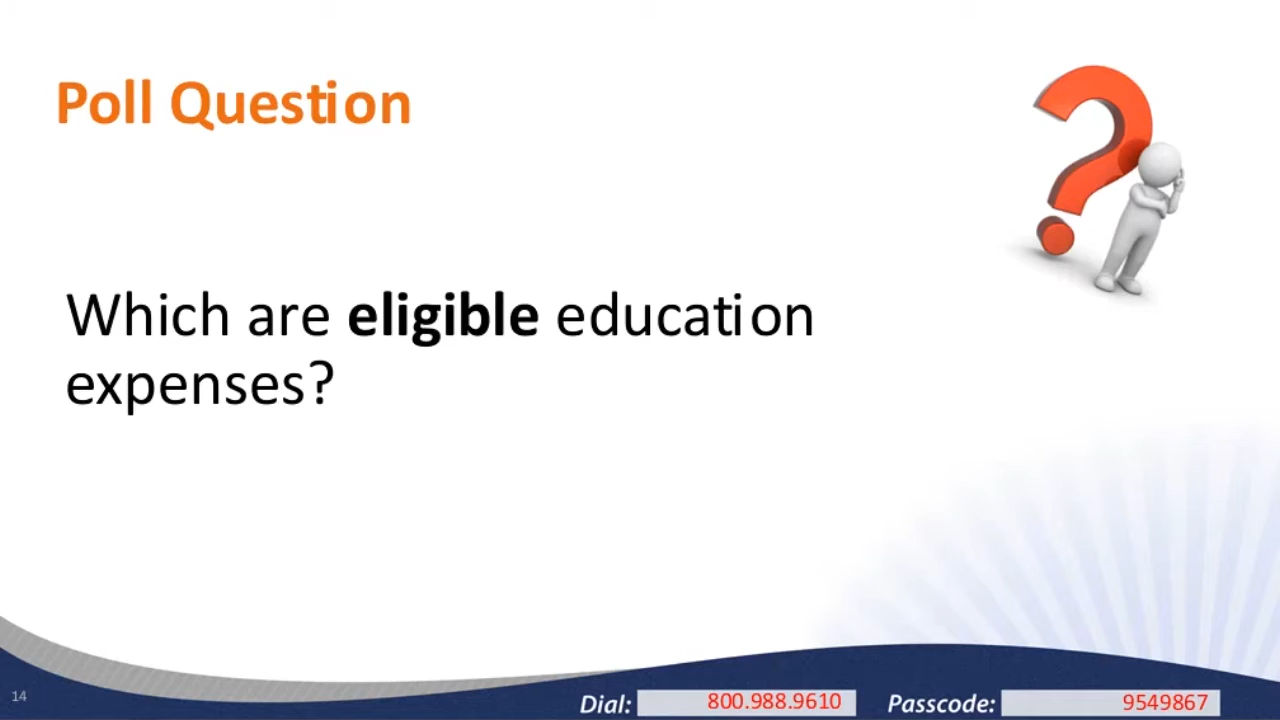 Poll Question
Which are eligible education
expenses?
14
Dial: 800.988.9610 Passcode: 9549867